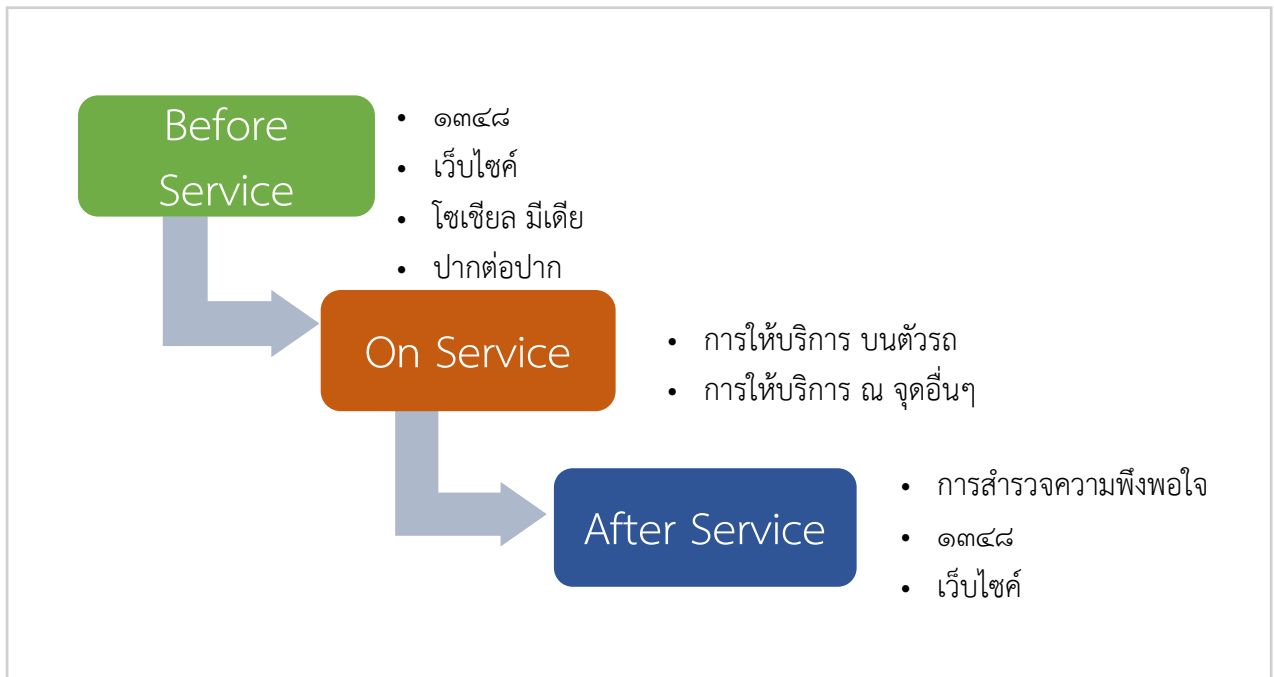 Before
Service
• ๑๓๔๘
• เว็บไซค์
• โซเชียล มีเดีย
• ปากต่อปาก
On Service
• การให้บริการ บนตัวรถ
• การให้บริการ ณ จุดอื่นๆ
After Service
• การสำรวจความพึงพอใจ
• ๑๓๔๘
• เว็บไซค์